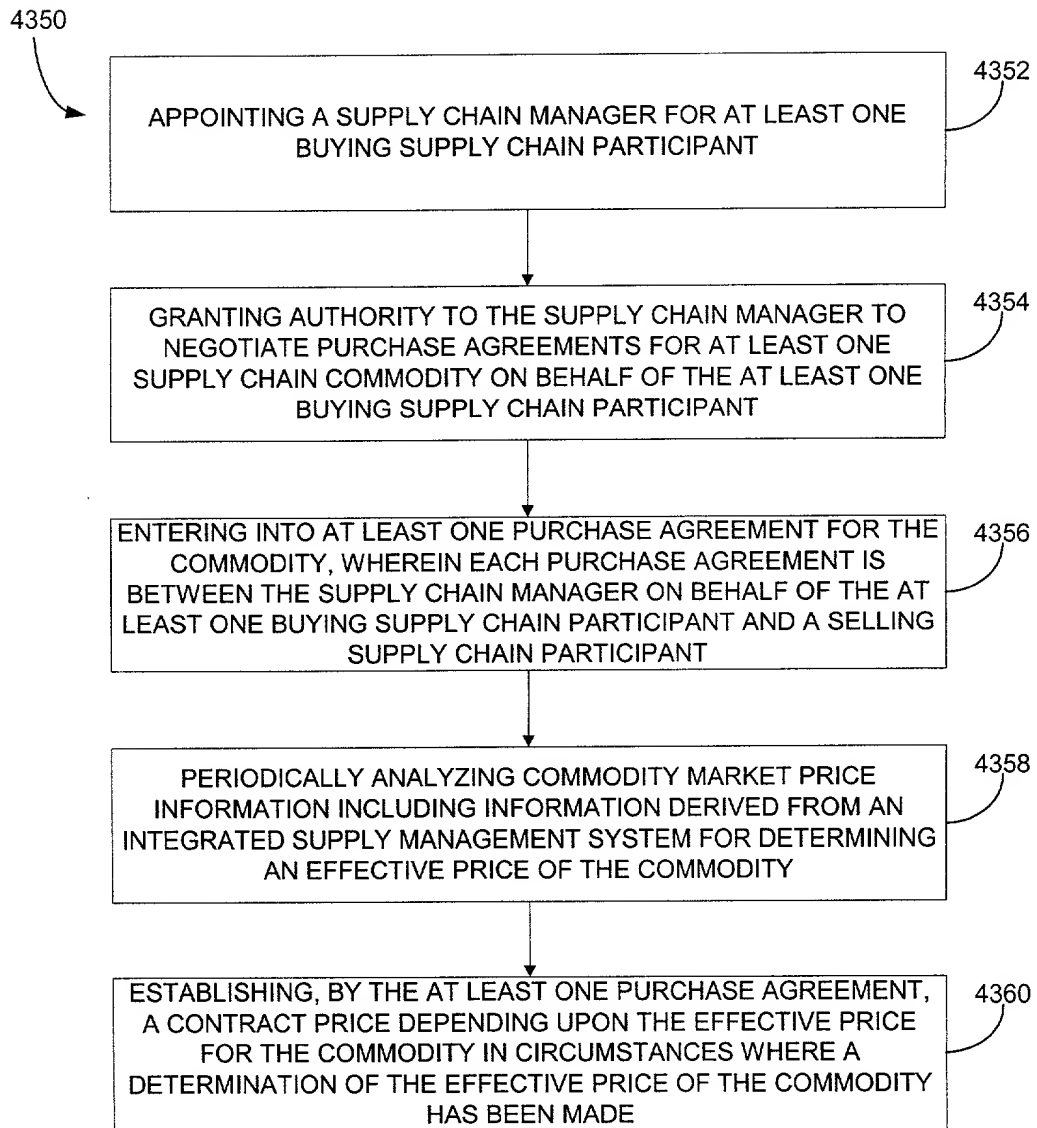 4350
4352
APPOINTING A SUPPLY CHAIN MANAGER FOR AT LEAST ONE
BUYING SUPPLY CHAIN PARTICIPANT
4354
GRANTING AUTHORITY TO THE SUPPLY CHAIN MANAGER TO
NEGOTIATE PURCHASE AGREEMENTS FOR AT LEAST ONE
SUPPLY CHAIN COMMODITY ON BEHALF OF THE AT LEAST ONE
BUYING SUPPLY CHAIN PARTICIPANT
4356
ENTERING INTO AT LEAST ONE PURCHASE AGREEMENT FOR THE
COMMODITY, WHEREIN EACH PURCHASE AGREEMENT IS
BETWEEN THE SUPPLY CHAIN MANAGER ON BEHALF OF THE AT
LEAST ONE BUYING SUPPLY CHAIN PARTICIPANT AND A SELLING
SUPPLY CHAIN PARTICIPANT
4358
PERIODICALLY ANALYZING COMMODITY MARKET PRICE
INFORMATION INCLUDING INFORMATION DERIVED FROM AN
INTEGRATED SUPPLY MANAGEMENT SYSTEM FOR DETERMINING
AN EFFECTIVE PRICE OF THE COMMODITY
4360
ESTABLISHING, BY THE AT LEAST ONE PURCHASE AGREEMENT,
A CONTRACT PRICE DEPENDING UPON THE EFFECTIVE PRICE
FOR THE COMMODITY IN CIRCUMSTANCES WHERE A
DETERMINATION OF THE EFFECTIVE PRICE OF THE COMMODITY
HAS BEEN MADE